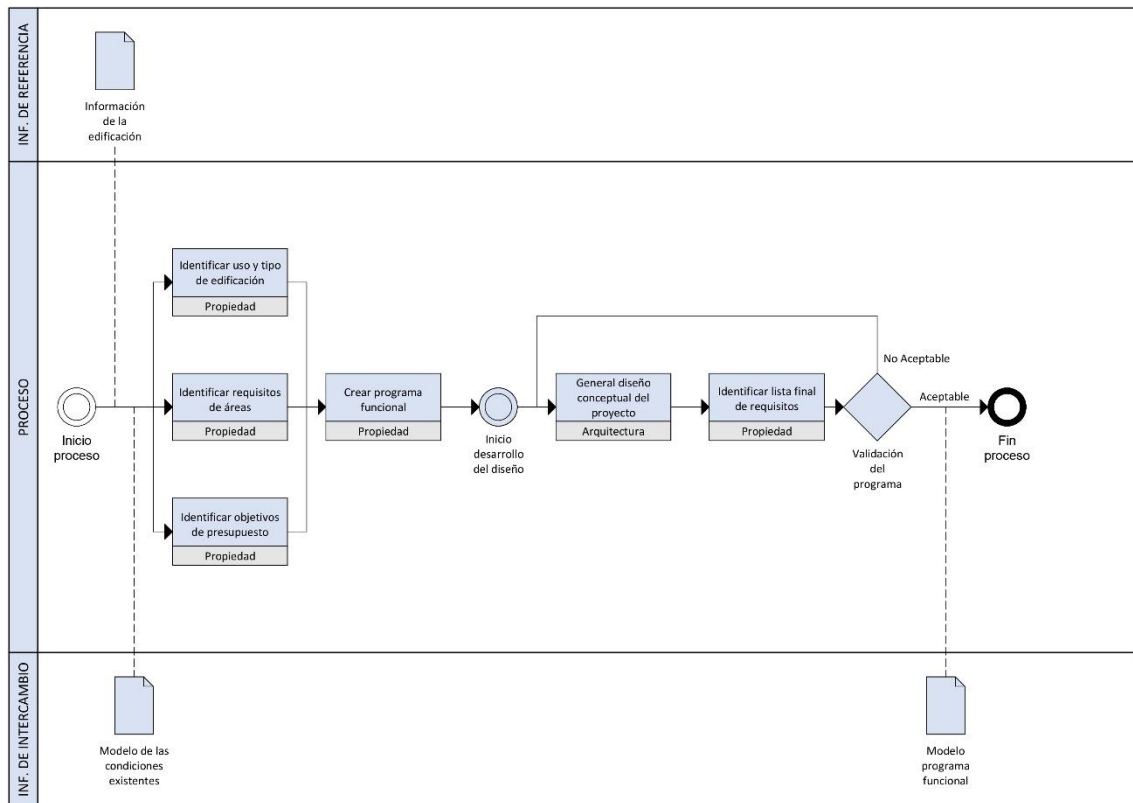 INF. DE REFERENCIA
Información
de la
edificación
PROCESO
Inicio
proceso
Identificar uso y tipo
de edificación
Propiedad
Identificar requisitos
de áreas
Propiedad
Identificar objetivos
de presupuesto
Propiedad
Crear programa
funcional
Propiedad
Inicio
desarrollo
del diseño
General diseño
conceptual del
proyecto
Arquitectura
Identificar lista final
de requisitos
Propiedad
No Aceptable
Aceptable
Validación
del
programa
Fin
proceso
INF. DE INTERCAMBIO
Modelo de las
condiciones
existentes
Modelo
programa
funcional